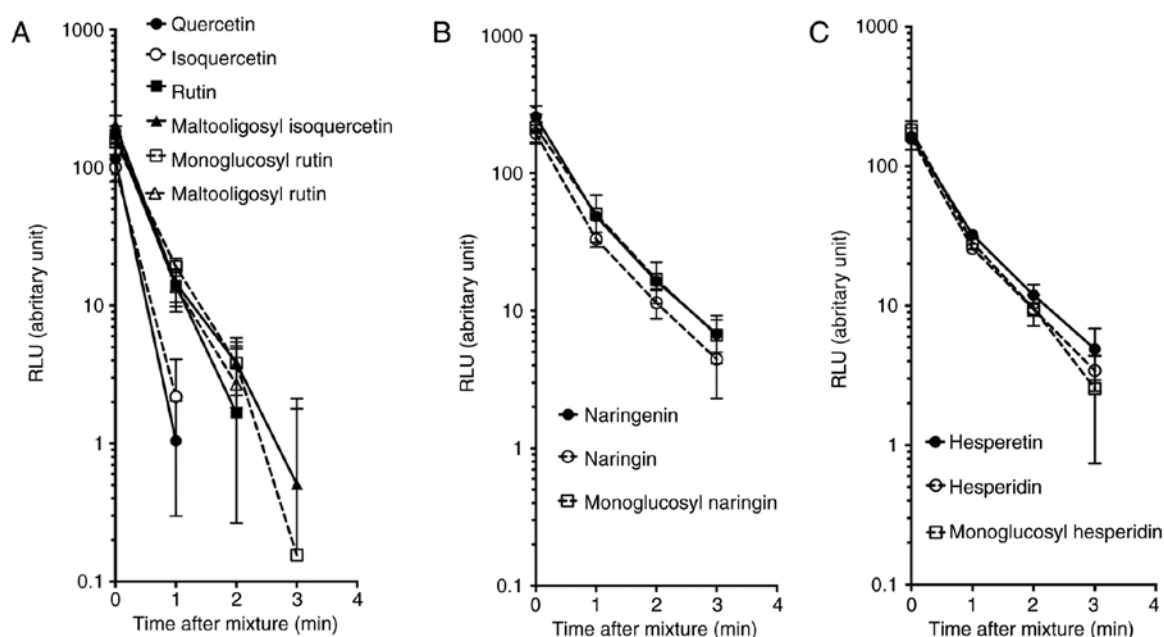 A
1000
100
10
1
0.1
RLU (abritary unit)
Quercetin
Isoquercetin
Rutin
Maltooligosyl isoquercetin
Monoglucosyl rutin
Maltooligosyl rutin
0 1 2 3 4
Time after mixture (min)
B
1000
100
10
1
0.1
RLU (abritary unit)
Naringenin
Naringin
Monoglucosyl naringin
0 1 2 3 4
Time after mixture (min)
C
1000
100
10
1
0.1
RLU (abritary unit)
Hesperetin
Hesperidin
Monoglucosyl hesperidin
0 1 2 3 4
Time after mixture (min)